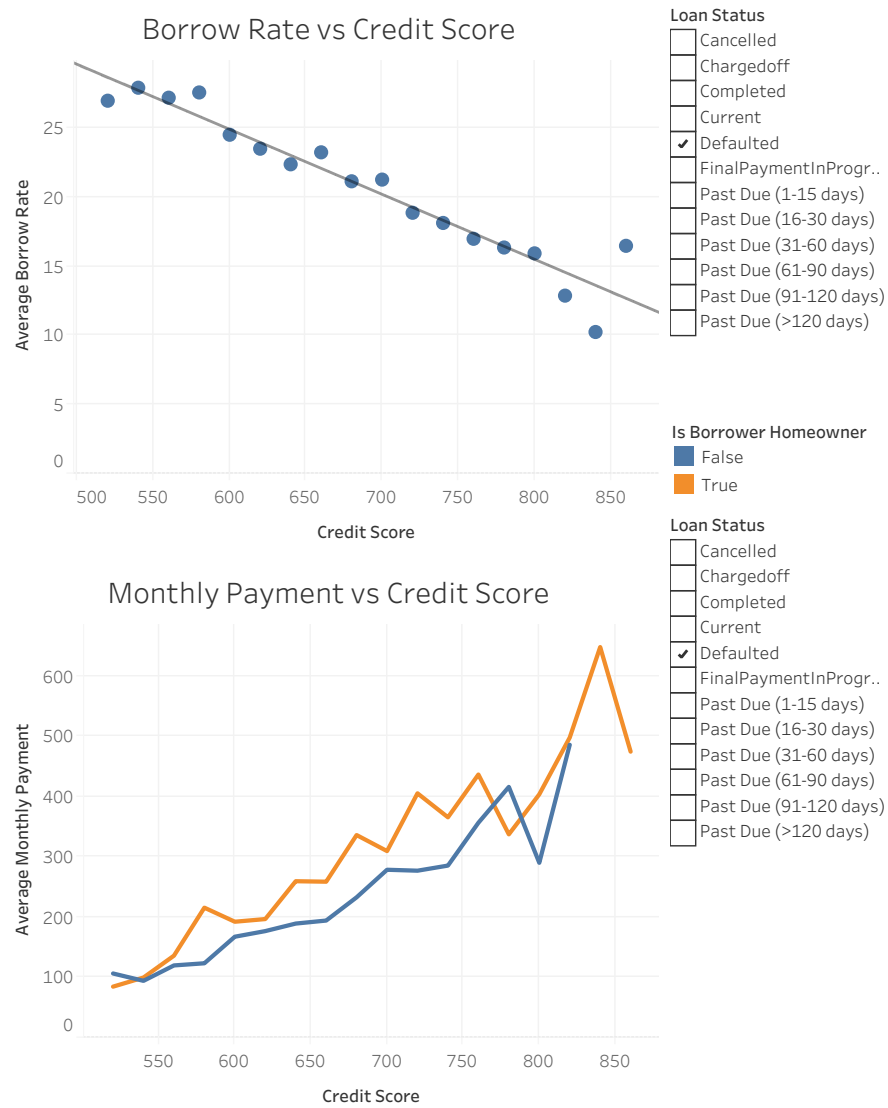 Borrow Rate vs Credit Score
Average Borrow Rate
25
20
15
10
5
0
500 550 600 650 700 750 800 850
Credit Score
Loan Status
Cancelled
Chargedoff
Completed
Current
Defaulted
FinalPaymentInProgr..
Past Due (1-15 days)
Past Due (16-30 days)
Past Due (31-60 days)
Past Due (61-90 days)
Past Due (91-120 days)
Past Due (>120 days)
Is Borrower Homeowner
False
True
Monthly Payment vs Credit Score
Average Monthly Payment
600
500
400
300
200
100
0
550 600 650 700 750 800 850
Credit Score
Loan Status
Cancelled
Chargedoff
Completed
Current
Defaulted
FinalPaymentInProgr..
Past Due (1-15 days)
Past Due (16-30 days)
Past Due (31-60 days)
Past Due (61-90 days)
Past Due (91-120 days)
Past Due (>120 days)